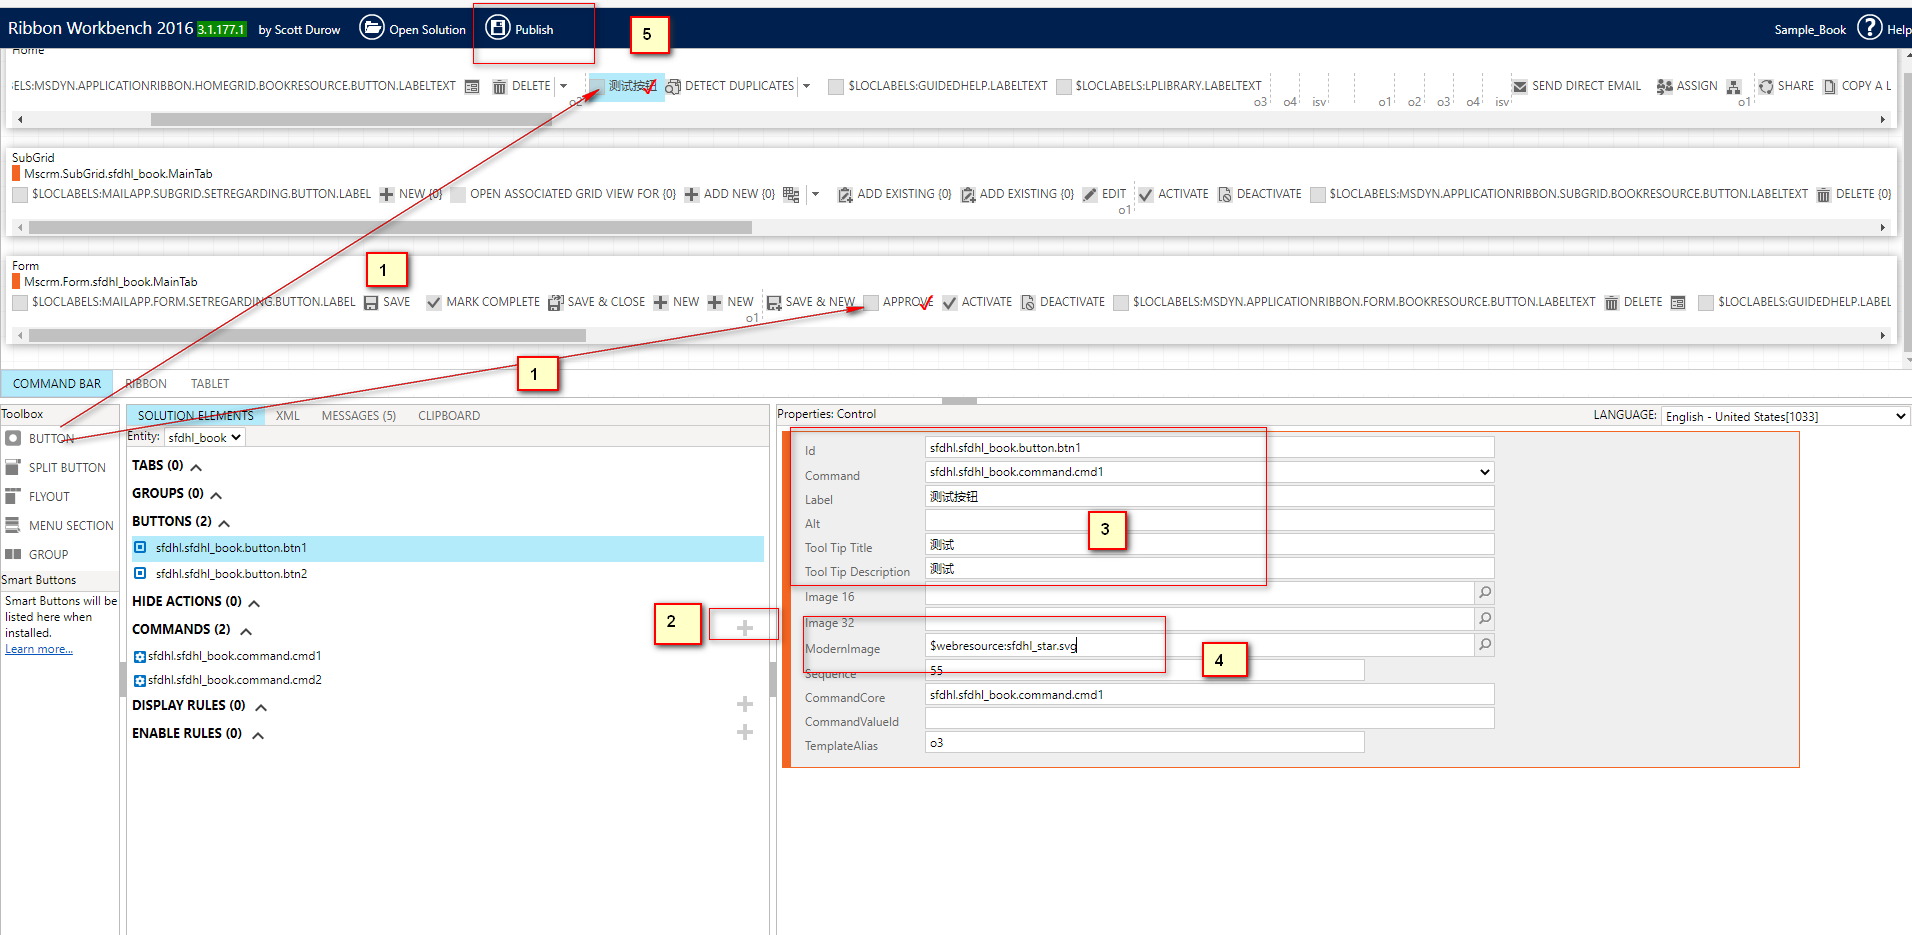 Ribbon Workbench 2016 3.1.177.1 by Scott Durow Open Solution Publish 5 Sample_Book Help
Home
ELS:MSDYN.APPLICATIONRIBBON.HOMEGRID.BOOKRESOURCE.BUTTON.LABELTEXT DELETE 测试按钮 DETECT DUPLICATES $LOCLABELS:GUIDEDHELP.LABELTEXT $LOCLABELS:LPLIBRARY.LABELTEXT SEND DIRECT EMAIL ASSIGN SHARE COPY A L
o2 o3 o4 isv o1 o2 o3 o4 isv o1
SubGrid
Mscrm.SubGrid.sfdhl_book.MainTab
$LOCLABELS:MAILAPP.SUBGRID.SETREGARDING.BUTTON.LABEL NEW {0} OPEN ASSOCIATED GRID VIEW FOR {0} ADD NEW {0} ADD EXISTING {0} ADD EXISTING {0} EDIT ACTIVATE DEACTIVATE $LOCLABELS:MSDYN.APPLICATIONRIBBON.SUBGRID.BOOKRESOURCE.BUTTON.LABELTEXT DELETE {0}
o1
Form
1
Mscrm.Form.sfdhl_book.MainTab
$LOCLABELS:MAILAPP.FORM.SETREGARDING.BUTTON.LABEL SAVE MARK COMPLETE SAVE & CLOSE NEW NEW SAVE & NEW APPROVE ACTIVATE DEACTIVATE $LOCLABELS:MSDYN.APPLICATIONRIBBON.FORM.BOOKRESOURCE.BUTTON.LABELTEXT DELETE $LOCLABELS:GUIDEDHELP.LABEL
o1
1
COMMAND BAR RIBBON TABLET
Toolbox
BUTTON
SPLIT BUTTON
FLYOUT
MENU SECTION
GROUP
Smart Buttons
Smart Buttons will be
listed here when
installed.
Learn more...
SOLUTION ELEMENTS XML MESSAGES (5) CLIPBOARD
Entity: sfdhl_book
TABS (0)
GROUPS (0)
BUTTONS (2)
sfdhl.sfdhl_book.button.btn1
sfdhl.sfdhl_book.button.btn2
HIDE ACTIONS (0)
COMMANDS (2)
2
sfdhl.sfdhl_book.command.cmd1
sfdhl.sfdhl_book.command.cmd2
DISPLAY RULES (0)
ENABLE RULES (0)
Properties: Control LANGUAGE: English - United States[1033]
Id sfdhl.sfdhl_book.button.btn1
Command sfdhl.sfdhl_book.command.cmd1
Label 测试按钮
Alt
3
Tool Tip Title 测试
Tool Tip Description 测试
Image 16
Image 32
ModernImage $webresource:sfdhl_star.svg
4
Sequence 55
CommandCore sfdhl.sfdhl_book.command.cmd1
CommandValueId
TemplateAlias o3